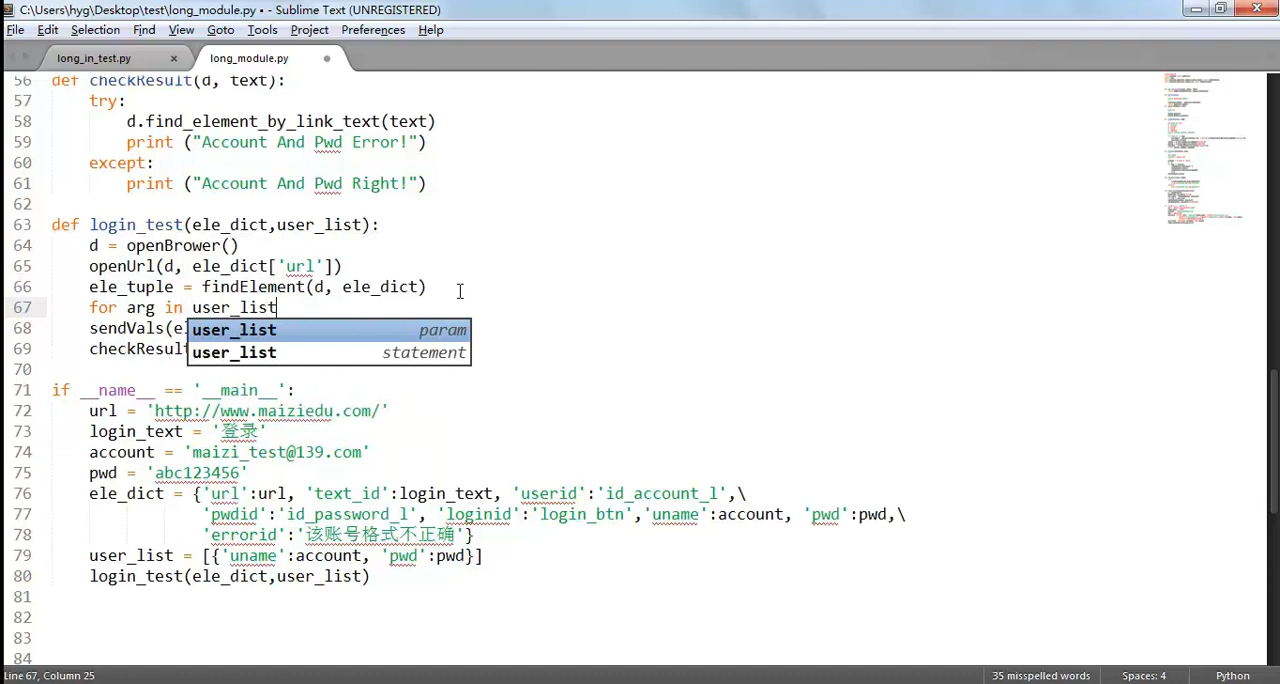 C:\Users\hyg\Desktop\test\long_module.py • - Sublime Text (UNREGISTERED)
File Edit Selection Find View Goto Tools Project Preferences Help
long_in_test.py × long_module.py
56 def checkResult(d, text):
57 try:
58 d.find_element_by_link_text(text)
59 print ("Account And Pwd Error!")
60 except:
61 print ("Account And Pwd Right!")
62
63 def login_test(ele_dict,user_list):
64 d = openBrower()
65 openUrl(d, ele_dict['url'])
66 ele_tuple = findElement(d, ele_dict)
67 for arg in user_list
68 sendVals(el
user_list param
69 checkResult
user_list statement
70
71 if __name__ == '__main__':
72 url = 'http://www.maiziedu.com/'
73 login_text = '登录'
74 account = 'maizi_test@139.com'
75 pwd = 'abc123456'
76 ele_dict = {'url':url, 'text_id':login_text, 'userid':'id_account_l',\
77 'pwdid':'id_password_l', 'loginid':'login_btn','uname':account, 'pwd':pwd,\
78 'errorid':'该账号格式不正确'}
79 user_list = [{'uname':account, 'pwd':pwd}]
80 login_test(ele_dict,user_list)
81
82
83
84
Line 67, Column 25 35 misspelled words Spaces: 4 Python